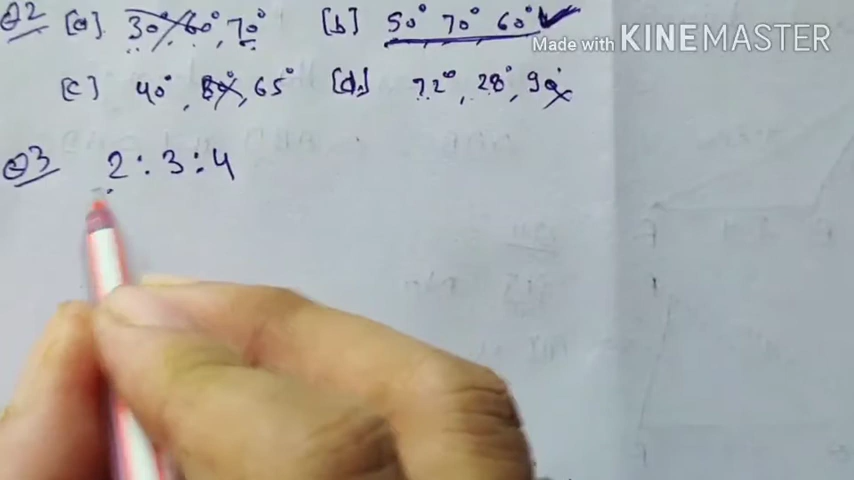 Q2 [a] 30°, 60°, 70° [b] 50° 70° 60° ✓
Made with KINEMASTER
[c] 40°, 80°, 65° [d] 72°, 28°, 90°
Q3 2 : 3 : 4